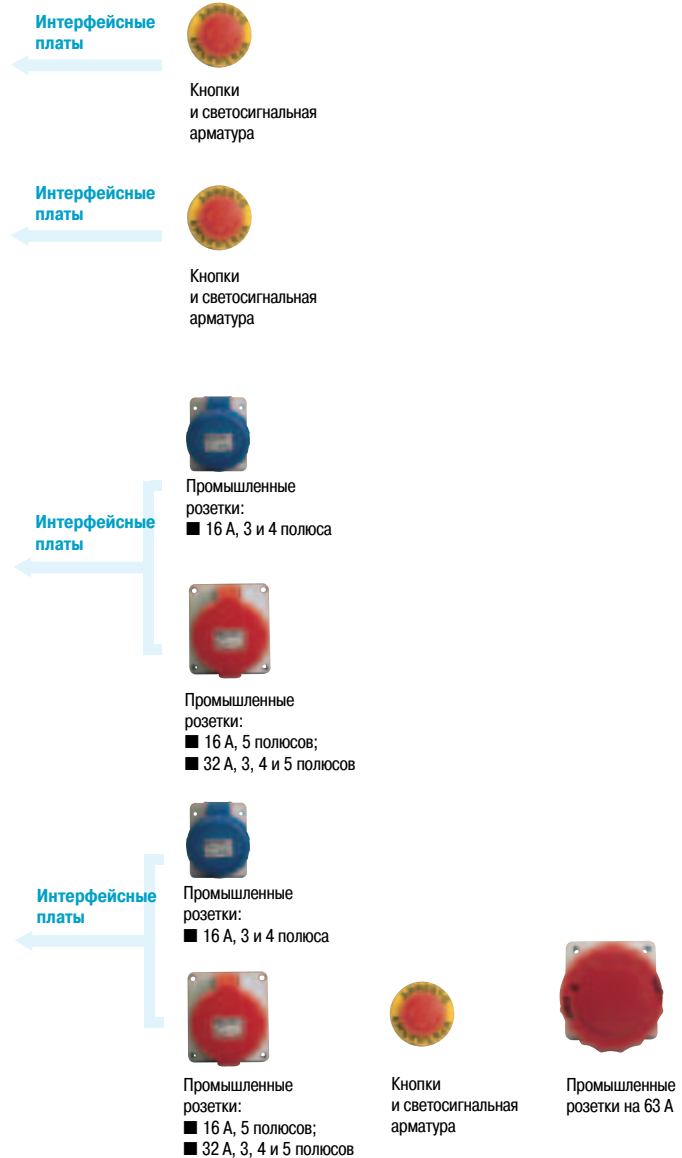 Интерфейсные
платы
Кнопки
и светосигнальная
арматура
Интерфейсные
платы
Кнопки
и светосигнальная
арматура
Промышленные
розетки:
■ 16 А, 3 и 4 полюса
Интерфейсные
платы
Промышленные
розетки:
■ 16 А, 5 полюсов;
■ 32 А, 3, 4 и 5 полюсов
Интерфейсные
платы
Промышленные
розетки:
■ 16 А, 3 и 4 полюса
Промышленные
розетки:
■ 16 А, 5 полюсов;
■ 32 А, 3, 4 и 5 полюсов
Кнопки
и светосигнальная
арматура
Промышленные
розетки на 63 А